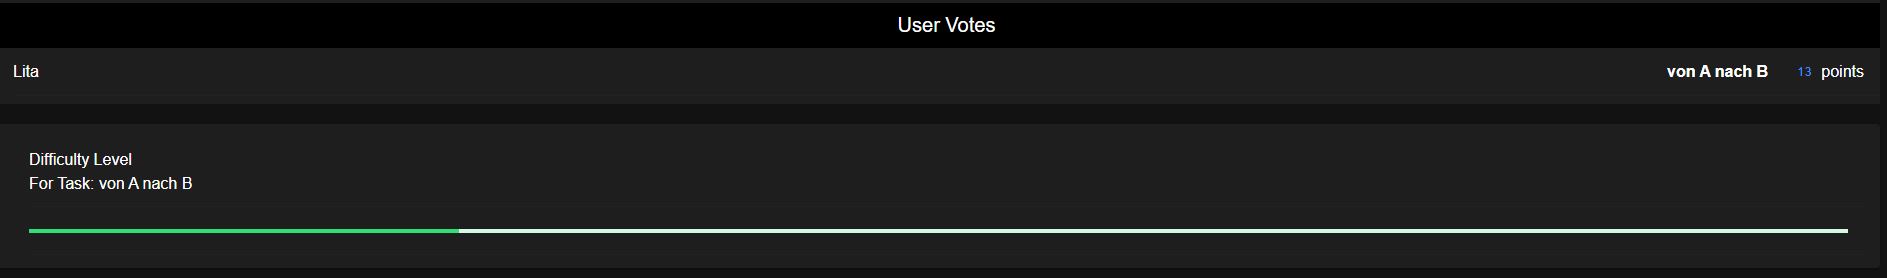 User Votes
Lita von A nach B 13 points
Difficulty Level
For Task: von A nach B